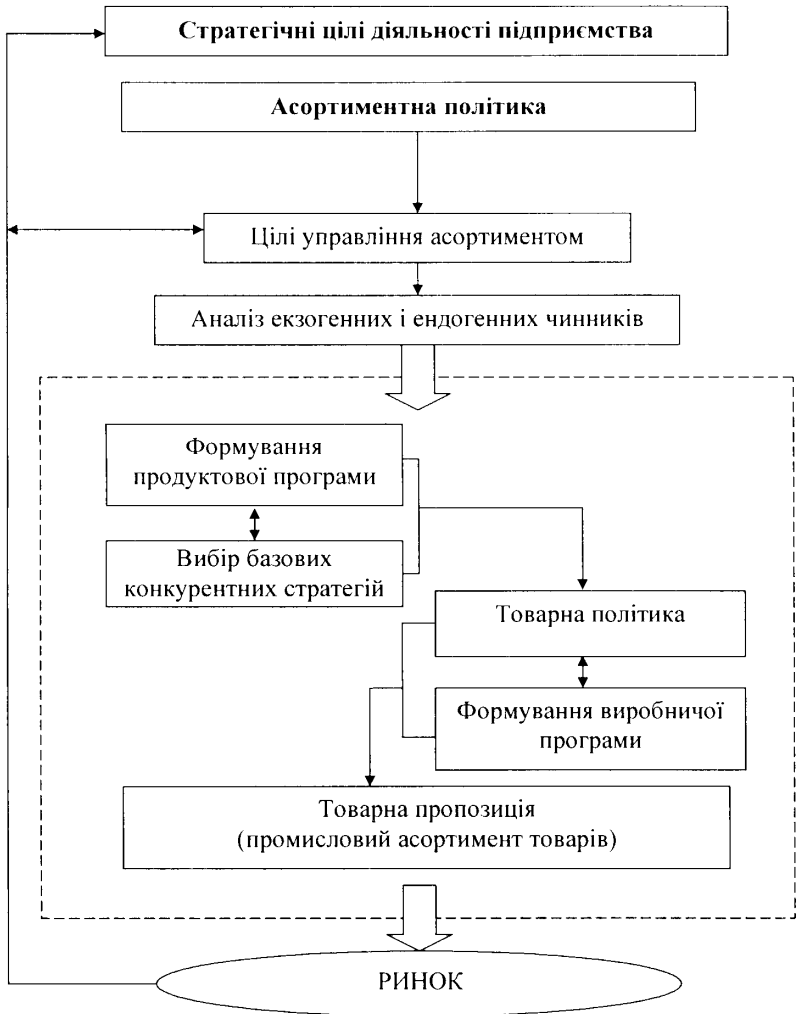 Стратегічні цілі діяльності підприємства
Асортиментна політика
Цілі управління асортиментом
Аналіз екзогенних і ендогенних чинників
Формування
продуктової програми
Вибір базових
конкурентних стратегій
Товарна політика
Формування виробничої
програми
Товарна пропозиція
(промисловий асортимент товарів)
РИНОК